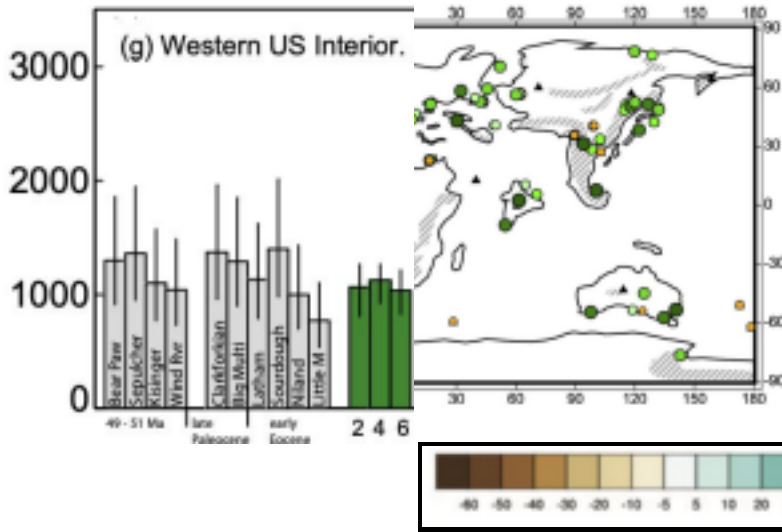 (g) Western US Interior.
3000
2000
1000
0
Bear Paw
Sepulcher
Kisinger
Wind Rvr
Clarkforkian
Big Multi
Latham
Sourdough
Niland
Little M
49 - 51 Ma
late
Paleocene
early
Eocene
2 4 6
30 60 90 120 150 180
90
60
30
0
-30
-60
-90
30 60 90 120 150 180
-60 -50 -40 -30 -20 -10 -5 5 10 20